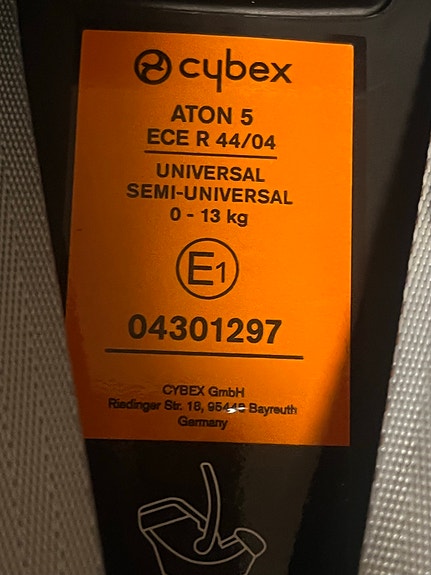 cybex
ATON 5
ECE R 44/04
UNIVERSAL
SEMI-UNIVERSAL
0 - 13 kg
E1
04301297
CYBEX GmbH
Riedinger Str. 18, 95448 Bayreuth
Germany